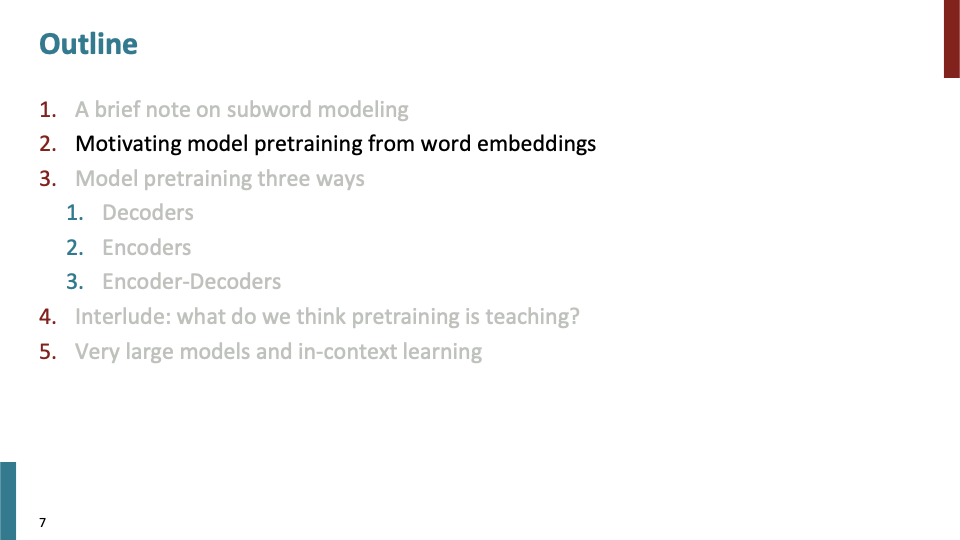 Outline
1. A brief note on subword modeling
2. Motivating model pretraining from word embeddings
3. Model pretraining three ways
1. Decoders
2. Encoders
3. Encoder-Decoders
4. Interlude: what do we think pretraining is teaching?
5. Very large models and in-context learning
7